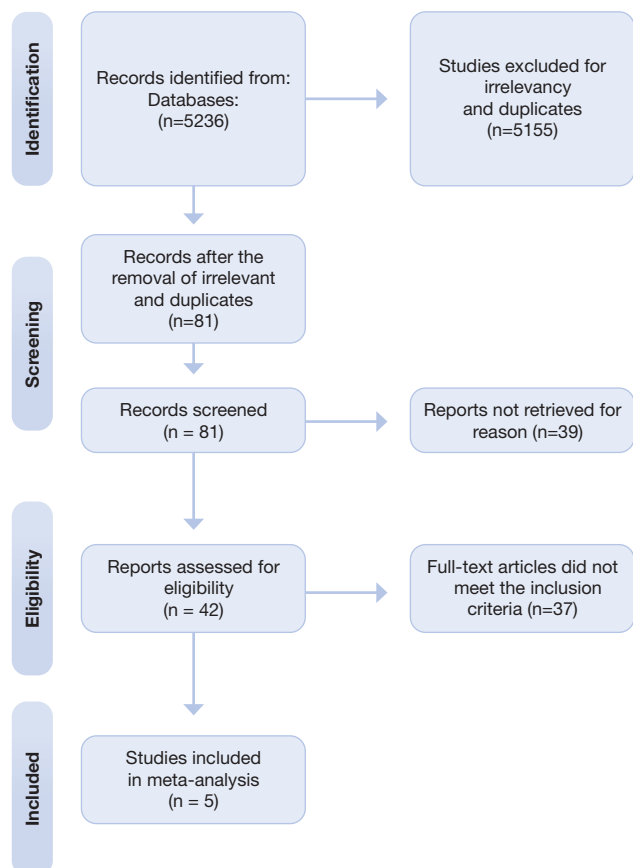 Identification
Records identified from:
Databases:
(n=5236)
Studies excluded for
irrelevancy
and duplicates
(n=5155)
Screening
Records after the
removal of irrelevant
and duplicates
(n=81)
Records screened
(n = 81)
Reports not retrieved for
reason (n=39)
Eligibility
Reports assessed for
eligibility
(n = 42)
Full-text articles did not
meet the inclusion
criteria (n=37)
Included
Studies included
in meta-analysis
(n = 5)